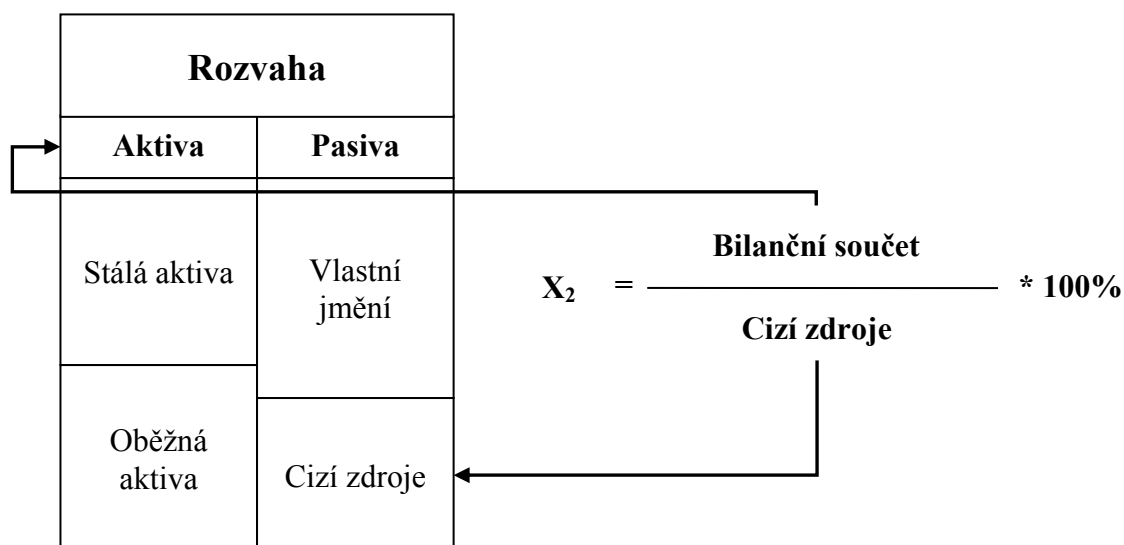 Rozvaha
Aktiva
Pasiva
Stálá aktiva
Vlastní
jmění
Oběžná
aktiva
Cizí zdroje
Bilanční součet
X₂ = * 100%
Cizí zdroje